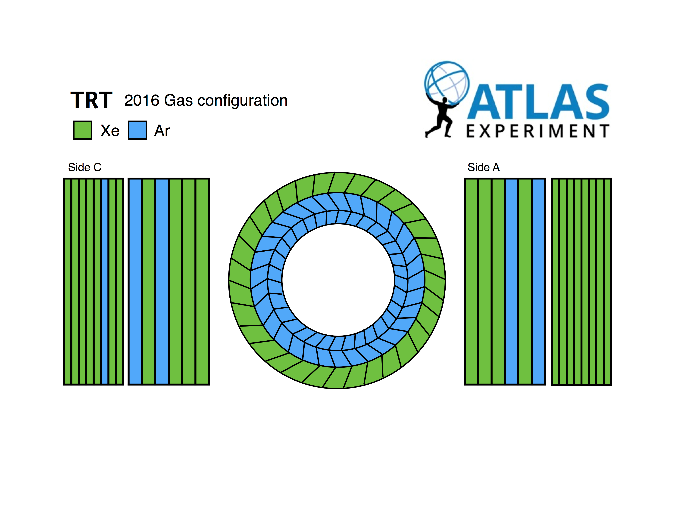 ATLAS
EXPERIMENT
TRT 2016 Gas configuration
Xe Ar
Side C
Side A